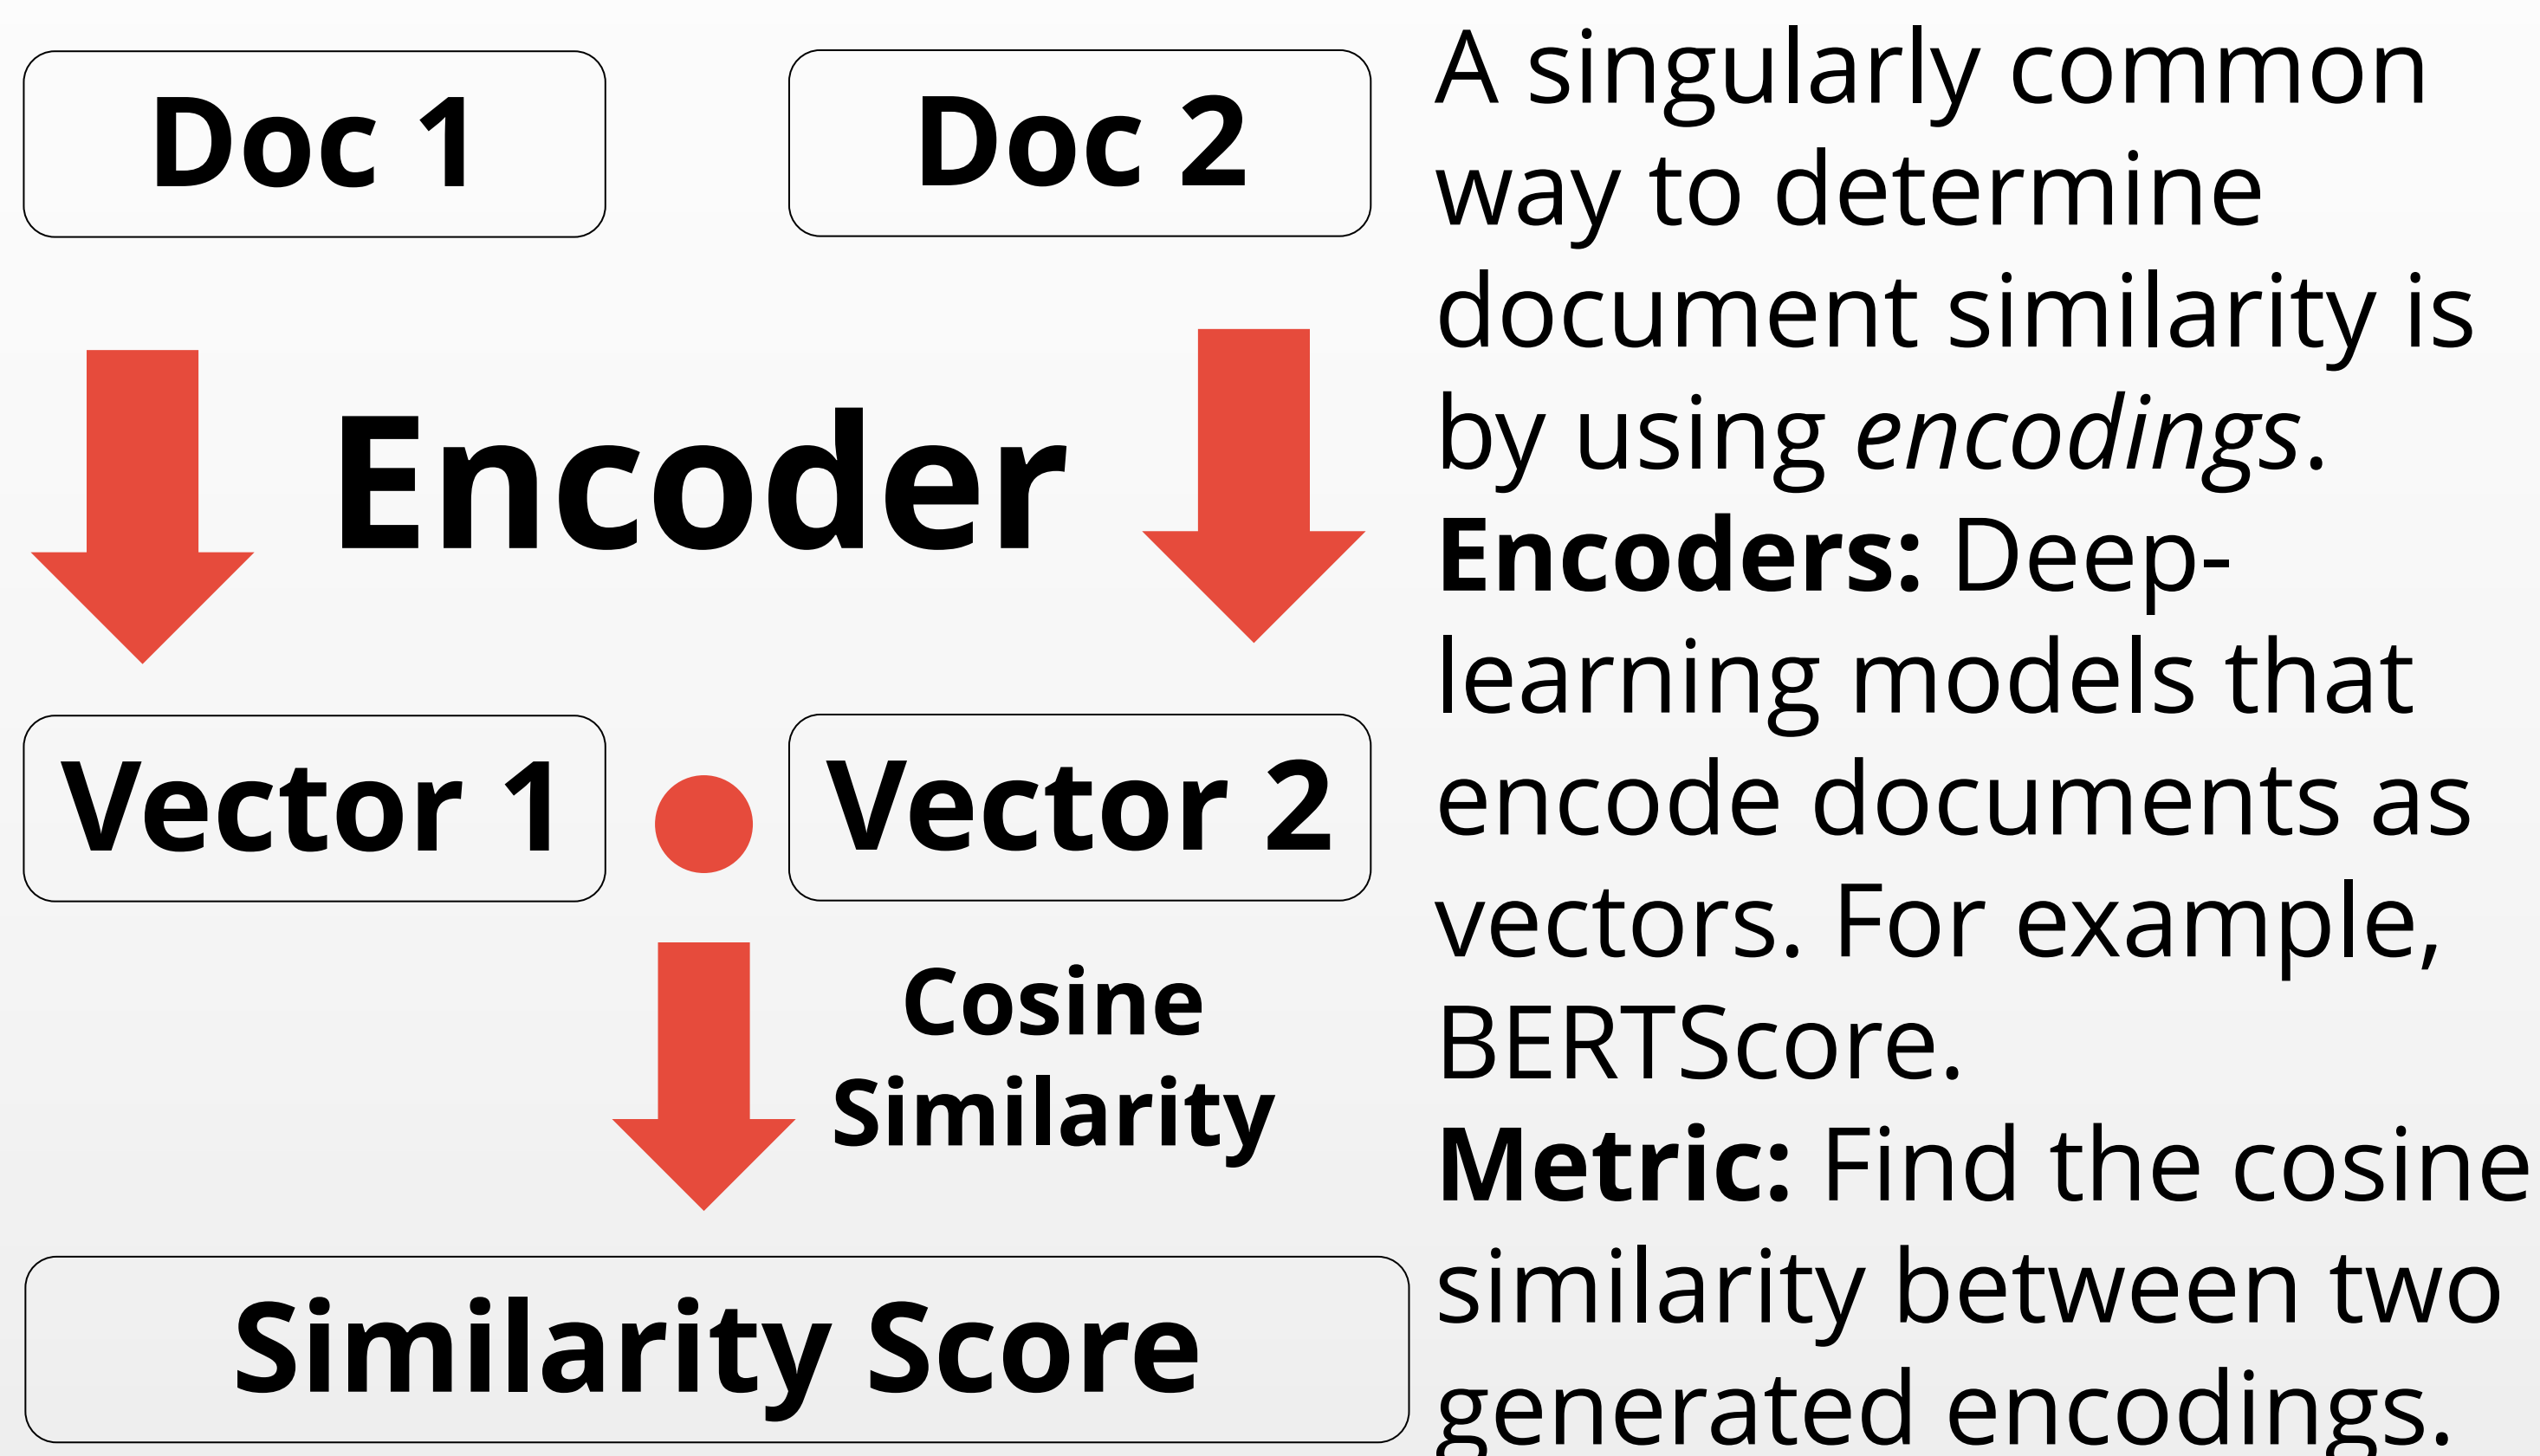 Doc 1
Doc 2
Encoder
Vector 1
Vector 2
Cosine
Similarity
Similarity Score
A singularly common
way to determine
document similarity is
by using encodings.
Encoders: Deep-
learning models that
encode documents as
vectors. For example,
BERTScore.
Metric: Find the cosine
similarity between two
generated encodings.